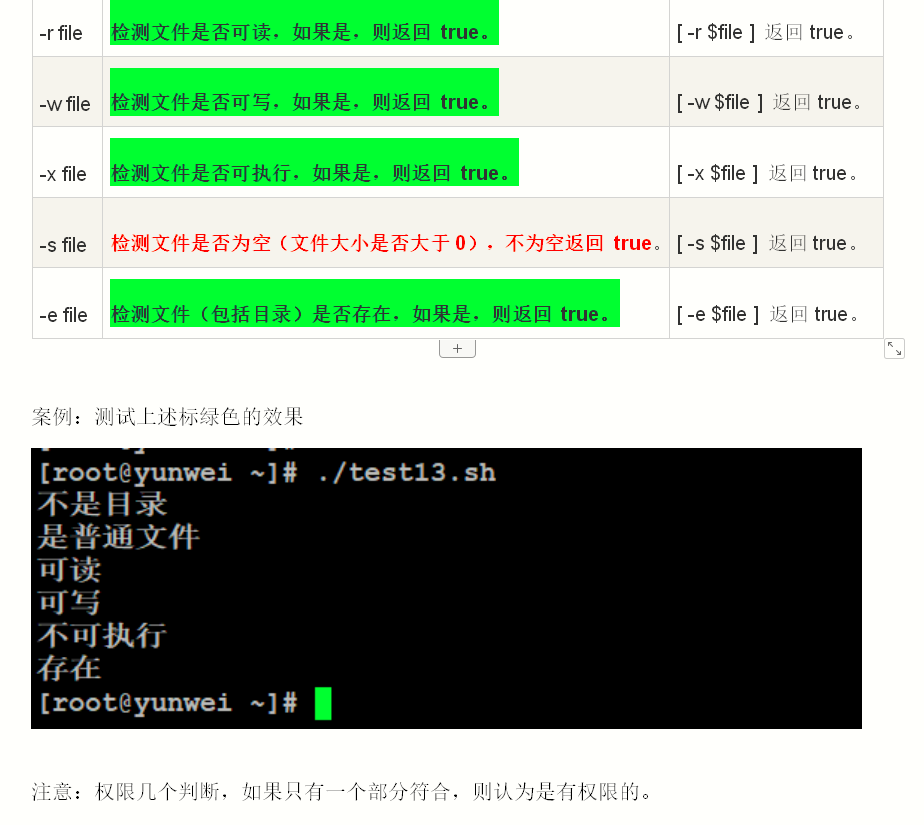 -r file 检测文件是否可读，如果是，则返回 true。 [ -r $file ] 返回 true。
-w file 检测文件是否可写，如果是，则返回 true。 [ -w $file ] 返回 true。
-x file 检测文件是否可执行，如果是，则返回 true。 [ -x $file ] 返回 true。
-s file 检测文件是否为空（文件大小是否大于 0），不为空返回 true。 [ -s $file ] 返回 true。
-e file 检测文件（包括目录）是否存在，如果是，则返回 true。 [ -e $file ] 返回 true。
+
案例：测试上述标绿色的效果
[root@yunwei ~]# ./test13.sh
不是目录
是普通文件
可读
可写
不可执行
存在
[root@yunwei ~]#
注意：权限几个判断，如果只有一个部分符合，则认为是有权限的。